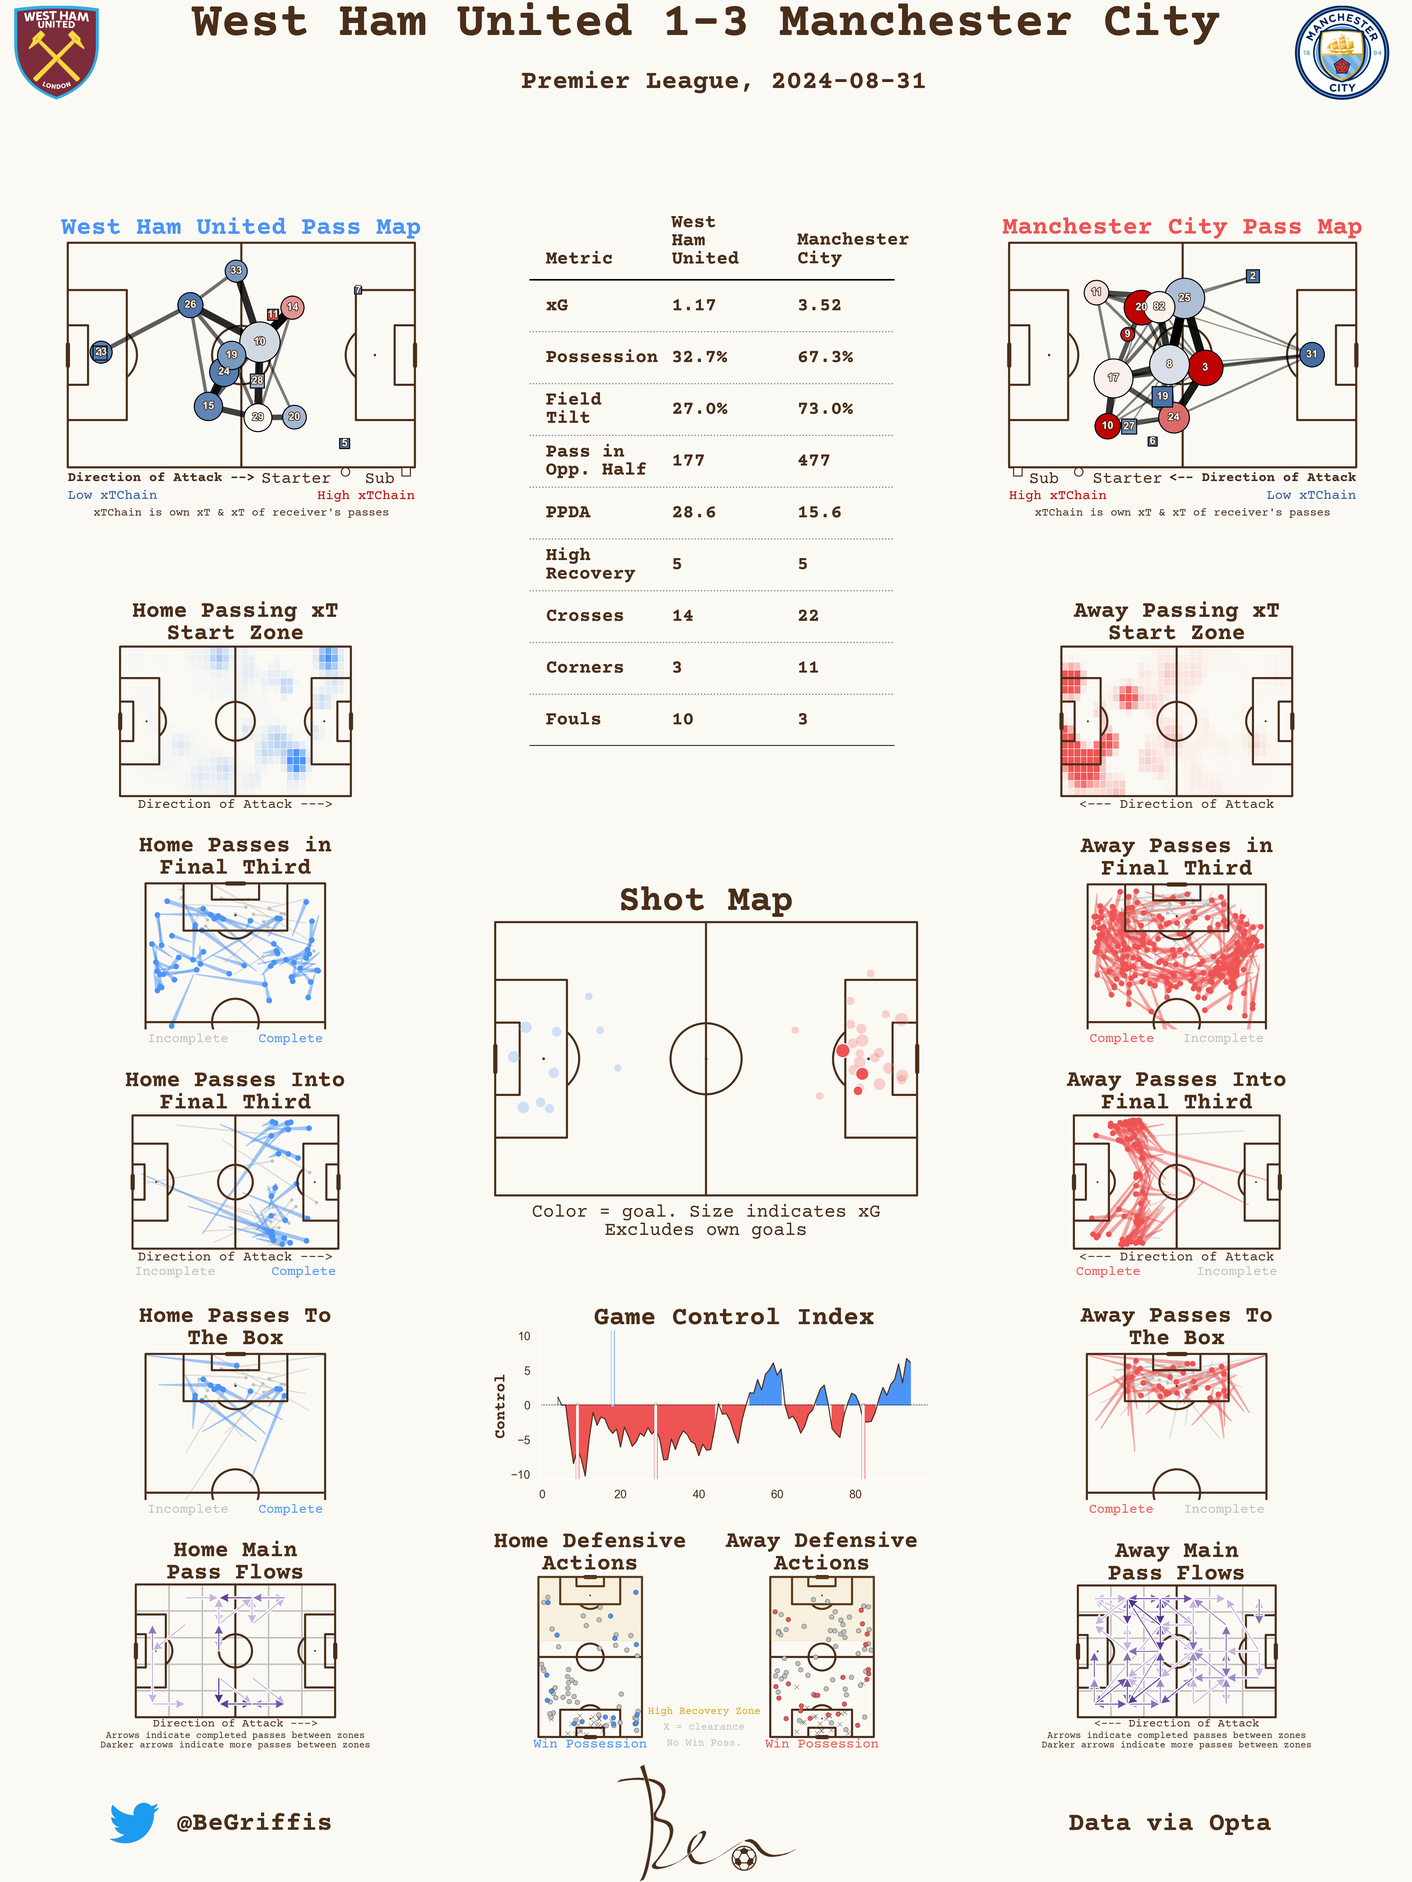 West Ham United 1-3 Manchester City
Premier League, 2024-08-31
WEST HAM
UNITED
LONDON
MANCHESTER
18 94
CITY
West Ham United Pass Map
33
7
26
14
11
10
19
24
28
15
29
20
5
Direction of Attack --> Starter Sub
Low xTChain High xTChain
xTChain is own xT & xT of receiver's passes
Metric West Ham United Manchester City
xG 1.17 3.52
Possession 32.7% 67.3%
Field Tilt 27.0% 73.0%
Pass in Opp. Half 177 477
PPDA 28.6 15.6
High Recovery 5 5
Crosses 14 22
Corners 3 11
Fouls 10 3
Manchester City Pass Map
2
11
20
82
25
9
31
8
3
17
19
24
10
27
6
Sub Starter <-- Direction of Attack
High xTChain Low xTChain
xTChain is own xT & xT of receiver's passes
Home Passing xT
Start Zone
Direction of Attack --->
Away Passing xT
Start Zone
<--- Direction of Attack
Home Passes in
Final Third
Incomplete Complete
Away Passes in
Final Third
Complete Incomplete
Shot Map
Color = goal. Size indicates xG
Excludes own goals
Home Passes Into
Final Third
Direction of Attack --->
Incomplete Complete
Away Passes Into
Final Third
<--- Direction of Attack
Complete Incomplete
Home Passes To
The Box
Incomplete Complete
Game Control Index
Control
10
5
0
−5
−10
0 20 40 60 80
Away Passes To
The Box
Complete Incomplete
Home Main
Pass Flows
Direction of Attack --->
Arrows indicate completed passes between zones
Darker arrows indicate more passes between zones
Home Defensive
Actions
Win Possession
Away Defensive
Actions
Win Possession
High Recovery Zone
X = clearance
No Win Poss.
Away Main
Pass Flows
<--- Direction of Attack
Arrows indicate completed passes between zones
Darker arrows indicate more passes between zones
@BeGriffis
Ben
Data via Opta